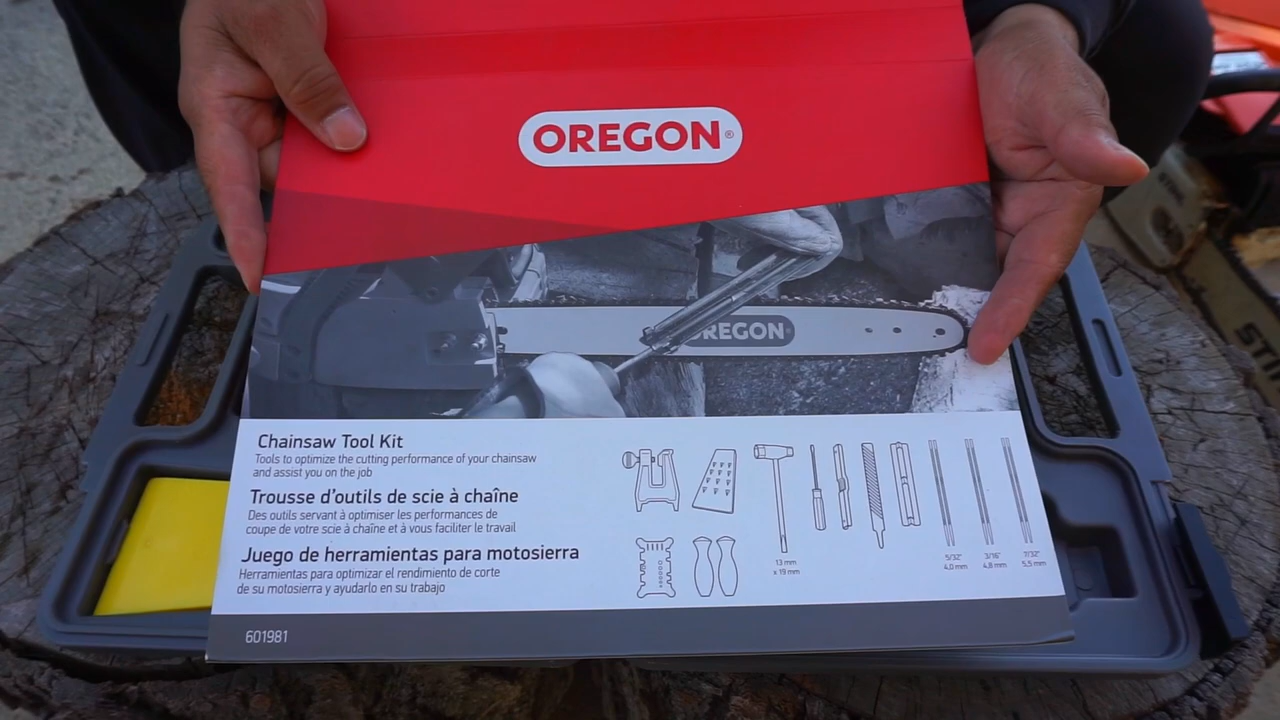 OREGON®
OREGON
Chainsaw Tool Kit
Tools to optimize the cutting performance of your chainsaw
and assist you on the job
Trousse d'outils de scie à chaîne
Des outils servant à optimiser les performances de
coupe de votre scie à chaîne et à vous faciliter le travail
Juego de herramientas para motosierra
Herramientas para optimizar el rendimiento de corte
de su motosierra y ayudarlo en su trabajo
13 mm
x 19 mm
5/32"
4,0 mm
3/16"
4,8 mm
7/32"
5,5 mm
601981